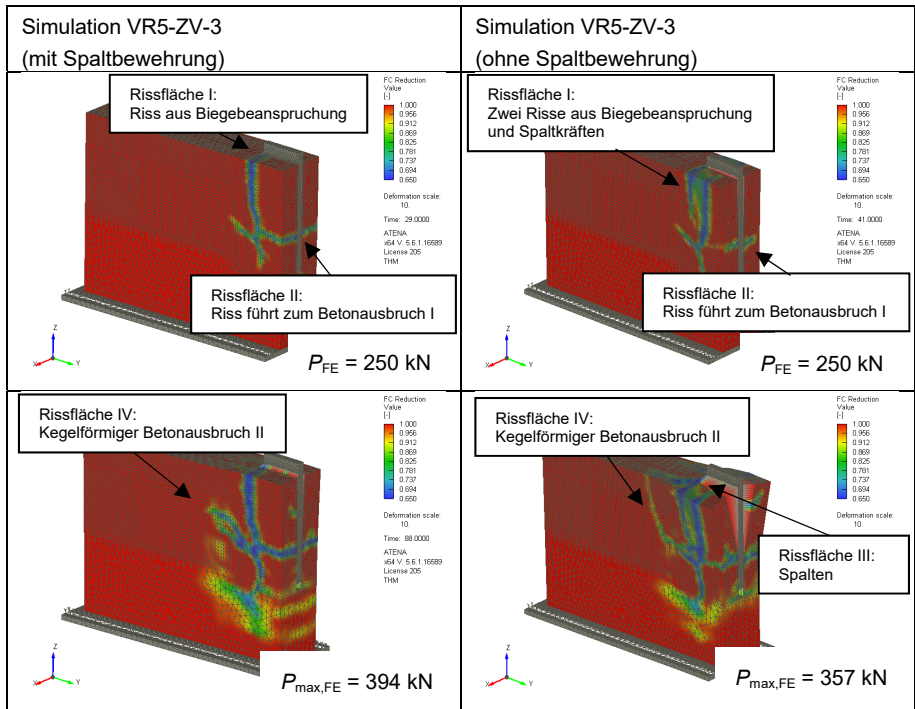 Simulation VR5-ZV-3
(mit Spaltbewehrung)
Simulation VR5-ZV-3
(ohne Spaltbewehrung)
Rissfläche I:
Riss aus Biegebeanspruchung
FC Reduction
Value
[-]
1.000
0.956
0.912
0.869
0.825
0.781
0.737
0.694
0.650
Deformation scale:
10.
Time: 29.0000
ATENA
x64 V. 5.6.1.16589
License 205
THM
Rissfläche II:
Riss führt zum Betonausbruch I
Z
X
Y
P_FE = 250 kN
Rissfläche I:
Zwei Risse aus Biegebeanspruchung
und Spaltkräften
FC Reduction
Value
[-]
1.000
0.956
0.912
0.869
0.825
0.781
0.737
0.694
0.650
Deformation scale:
10.
Time: 41.0000
ATENA
x64 V. 5.6.1.16589
License 205
THM
Rissfläche II:
Riss führt zum Betonausbruch I
Z
X
Y
P_FE = 250 kN
Rissfläche IV:
Kegelförmiger Betonausbruch II
FC Reduction
Value
[-]
1.000
0.956
0.912
0.869
0.825
0.781
0.737
0.694
0.650
Deformation scale:
10.
Time: 88.0000
ATENA
x64 V. 5.6.1.16589
License 205
THM
Z
X
Y
P_max,FE = 394 kN
Rissfläche IV:
Kegelförmiger Betonausbruch II
FC Reduction
Value
[-]
1.000
0.956
0.912
0.869
0.825
0.781
0.737
0.694
0.650
Deformation scale:
10.
Rissfläche III:
Spalten
Z
X
Y
P_max,FE = 357 kN